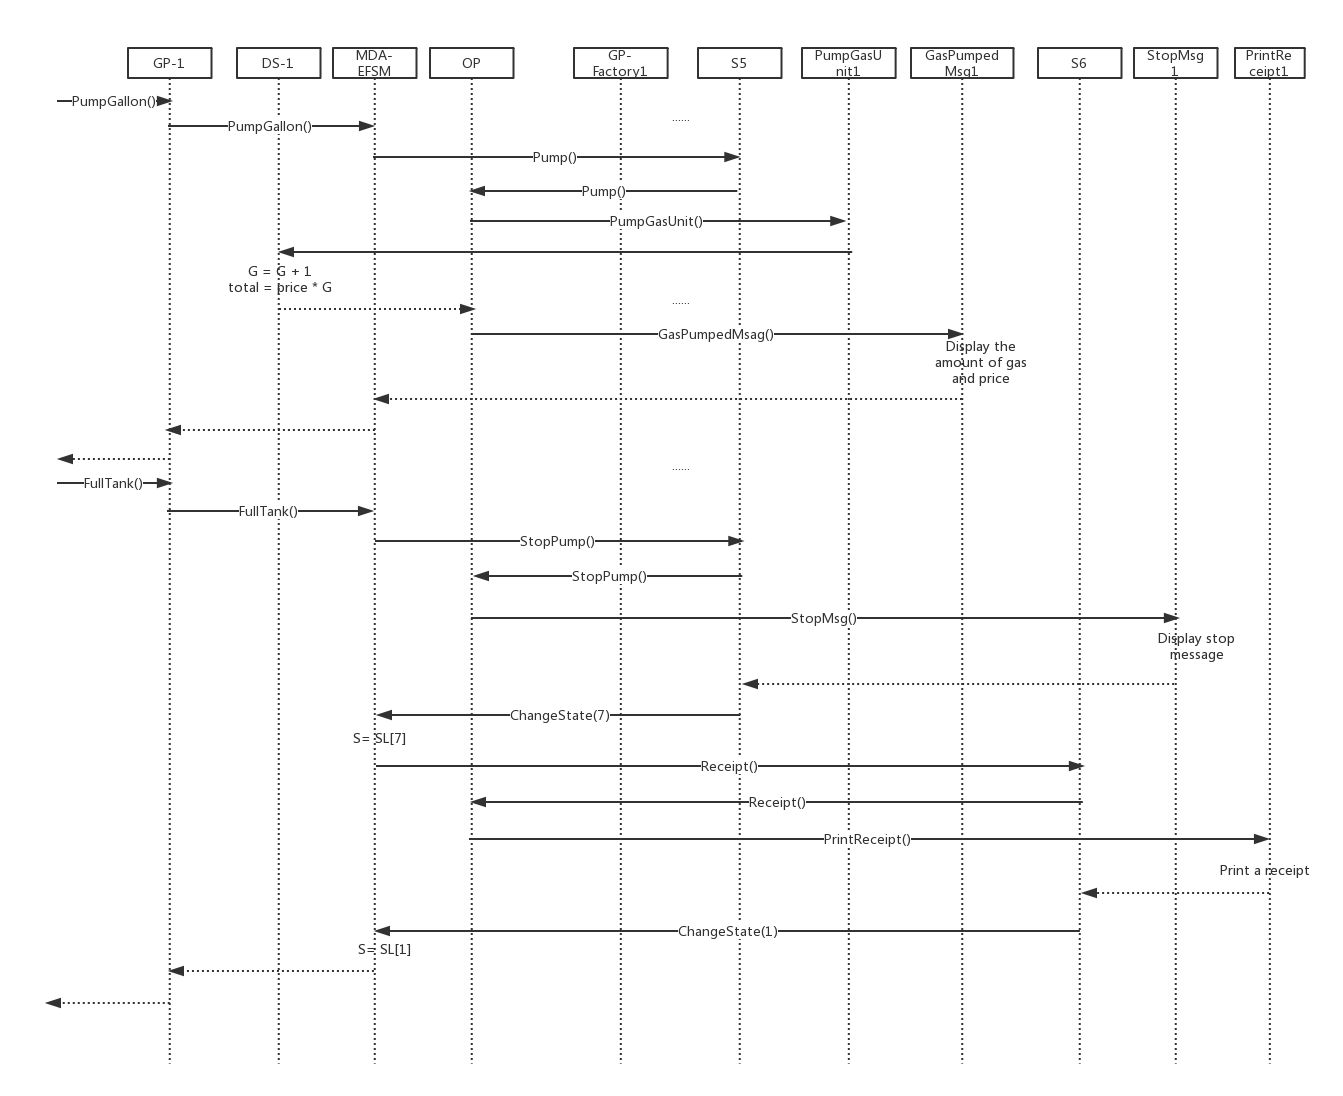 GP-1
DS-1
MDA-
EFSM
OP
GP-
Factory1
S5
PumpGasU
nit1
GasPumped
Msg1
S6
StopMsg
1
PrintRe
ceipt1
PumpGallon()
......
PumpGallon()
Pump()
Pump()
PumpGasUnit()
G = G + 1
total = price * G
......
GasPumpedMsag()
Display the
amount of gas
and price
......
FullTank()
FullTank()
StopPump()
StopPump()
StopMsg()
Display stop
message
ChangeState(7)
S= SL[7]
Receipt()
Receipt()
PrintReceipt()
Print a receipt
ChangeState(1)
S= SL[1]